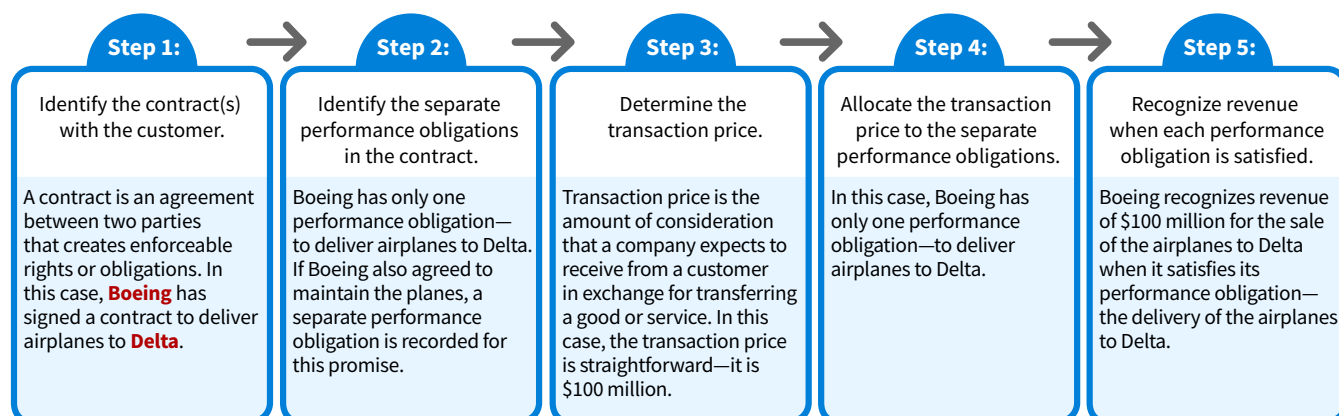 Step 1:
Identify the contract(s)
with the customer.
A contract is an agreement
between two parties
that creates enforceable
rights or obligations. In
this case, Boeing has
signed a contract to deliver
airplanes to Delta.
Step 2:
Identify the separate
performance obligations
in the contract.
Boeing has only one
performance obligation—
to deliver airplanes to Delta.
If Boeing also agreed to
maintain the planes, a
separate performance
obligation is recorded for
this promise.
Step 3:
Determine the
transaction price.
Transaction price is the
amount of consideration
that a company expects to
receive from a customer
in exchange for transferring
a good or service. In this
case, the transaction price
is straightforward—it is
$100 million.
Step 4:
Allocate the transaction
price to the separate
performance obligations.
In this case, Boeing has
only one performance
obligation—to deliver
airplanes to Delta.
Step 5:
Recognize revenue
when each performance
obligation is satisfied.
Boeing recognizes revenue
of $100 million for the sale
of the airplanes to Delta
when it satisfies its
performance obligation—
the delivery of the airplanes
to Delta.